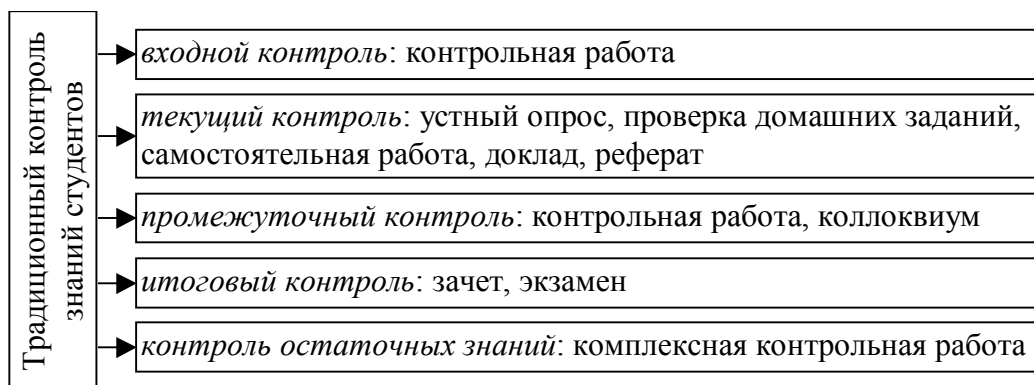 Традиционный контроль
знаний студентов
входной контроль: контрольная работа
текущий контроль: устный опрос, проверка домашних заданий,
самостоятельная работа, доклад, реферат
промежуточный контроль: контрольная работа, коллоквиум
итоговый контроль: зачет, экзамен
контроль остаточных знаний: комплексная контрольная работа